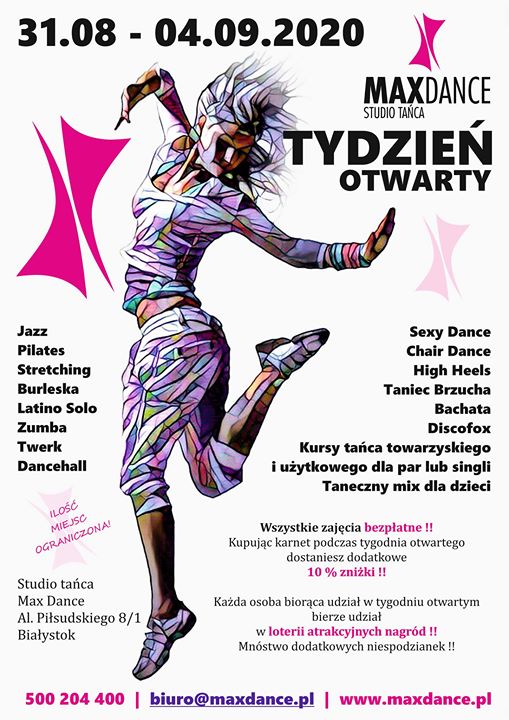 31.08 - 04.09.2020
MAXDANCE
STUDIO TAŃCA
TYDZIEŃ
OTWARTY
Jazz
Pilates
Stretching
Burleska
Latino Solo
Zumba
Twerk
Dancehall
Sexy Dance
Chair Dance
High Heels
Taniec Brzucha
Bachata
Discofox
Kursy tańca towarzyskiego
i użytkowego dla par lub singli
Taneczny mix dla dzieci
ILOŚĆ
MIEJSC
OGRANICZONA!
Studio tańca
Max Dance
Al. Piłsudskiego 8/1
Białystok
Wszystkie zajęcia bezpłatne !!
Kupując karnet podczas tygodnia otwartego
dostaniesz dodatkowe
10 % zniżki !!
Każda osoba biorąca udział w tygodniu otwartym
bierze udział
w loterii atrakcyjnych nagród !!
Mnóstwo dodatkowych niespodzianek !!
500 204 400 | biuro@maxdance.pl | www.maxdance.pl